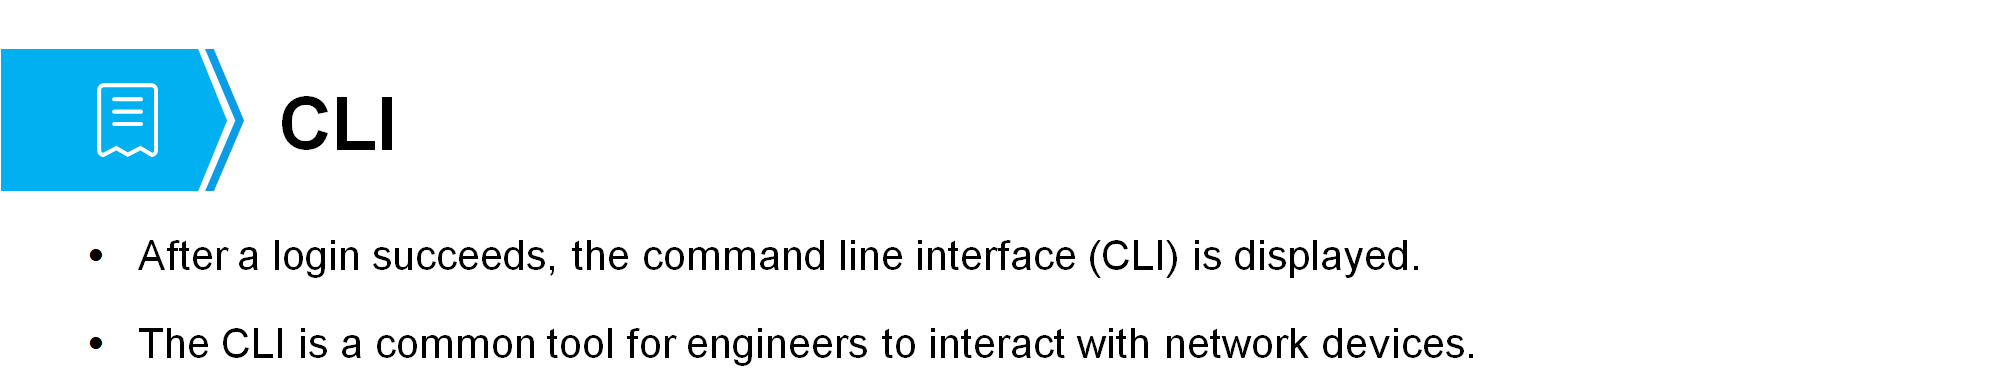 CLI
• After a login succeeds, the command line interface (CLI) is displayed.
• The CLI is a common tool for engineers to interact with network devices.